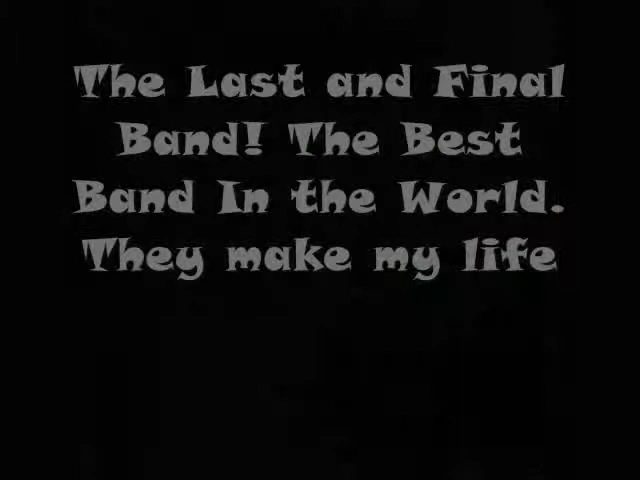 The Last and Final
Band! The Best
Band In the World.
They make my life